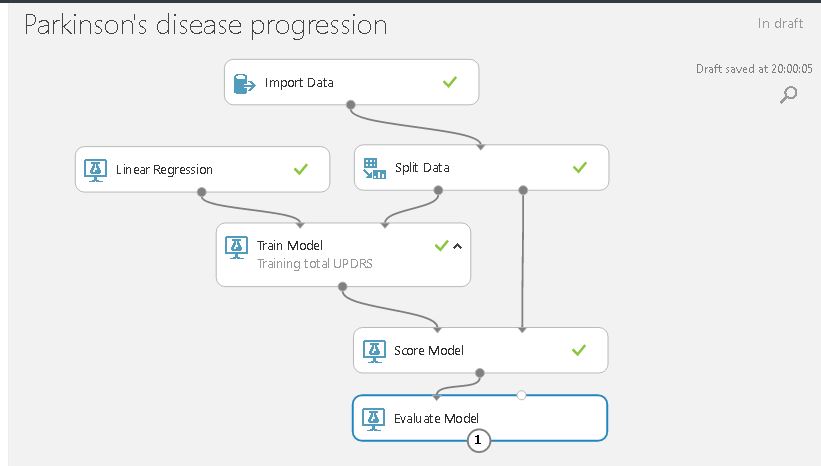 Parkinson's disease progression
In draft
Draft saved at 20:00:05
Import Data
Linear Regression
Split Data
Train Model
Training total UPDRS
Score Model
Evaluate Model
1